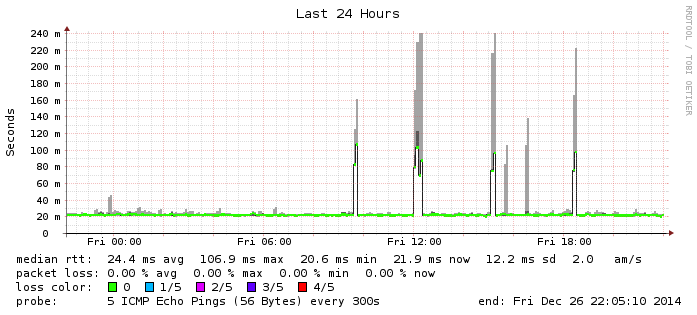 Last 24 Hours
RRDTOOL / TOBI OETIKER
Seconds
240 m
220 m
200 m
180 m
160 m
140 m
120 m
100 m
80 m
60 m
40 m
20 m
0
Fri 00:00 Fri 06:00 Fri 12:00 Fri 18:00
median rtt: 24.4 ms avg 106.9 ms max 20.6 ms min 21.9 ms now 12.2 ms sd 2.0 am/s
packet loss: 0.00 % avg 0.00 % max 0.00 % min 0.00 % now
loss color: 0 1/5 2/5 3/5 4/5
probe: 5 ICMP Echo Pings (56 Bytes) every 300s end: Fri Dec 26 22:05:10 2014